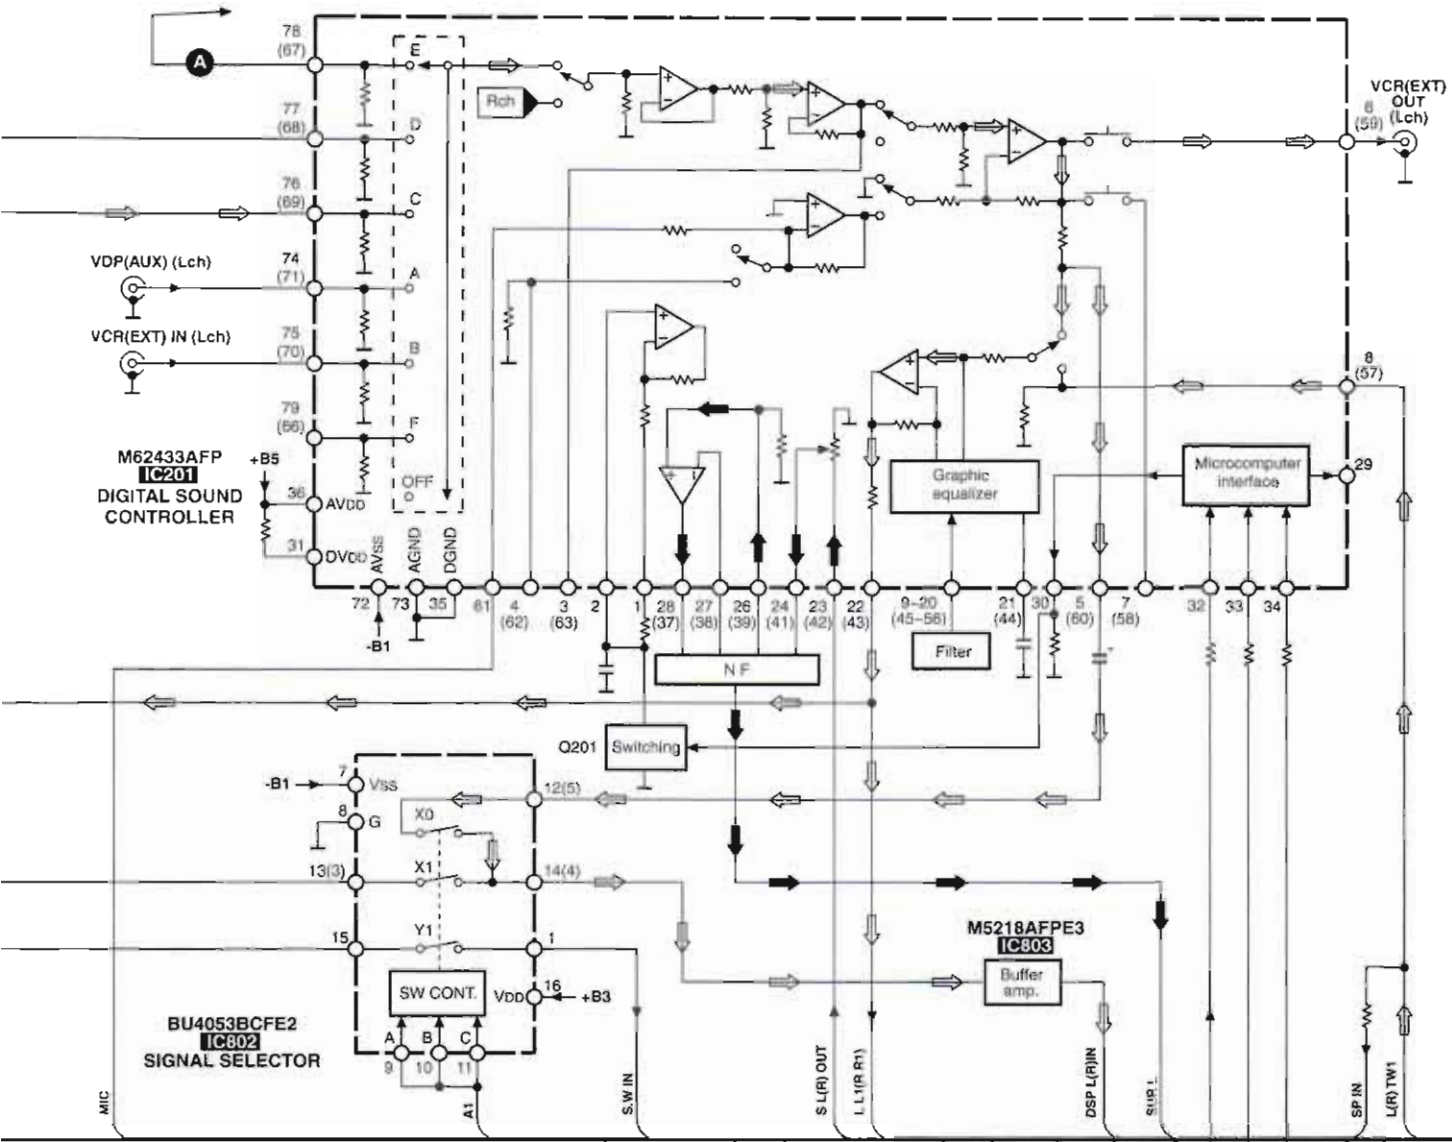 78
(67)
A
E
Rch
VCR(EXT)
OUT
(Lch)
6
(59)
77
(68)
D
76
(69)
C
VDP(AUX) (Lch)
74
(71)
A
VCR(EXT) IN (Lch)
75
(70)
B
79
(66)
F
8
(57)
M62433AFP
IC201
DIGITAL SOUND
CONTROLLER
+B5
OFF
36
AVDD
31
DVDD
AVSS
AGND
DGND
Graphic
equalizer
Microcomputer
interface
29
72
73
35
61
4
(62)
3
(63)
2
1
28
(37)
27
(38)
26
(39)
24
(41)
23
(42)
22
(43)
9-20
(45-56)
21
(44)
30
5
(60)
7
(58)
32
33
34
-B1
N F
Filter
+
Q201
Switching
-B1
7
VSS
8
G
12(5)
X0
13(3)
X1
14(4)
15
Y1
1
SW CONT.
VDD
16
+B3
M5218AFPE3
IC803
Buffer
amp.
BU4053BCFE2
IC802
SIGNAL SELECTOR
A
B
C
9
10
11
MIC
A1
S.W IN
S L(R) OUT
L L1(R R1)
DSP L(R)IN
SUR L
SP IN
L(R) TW1